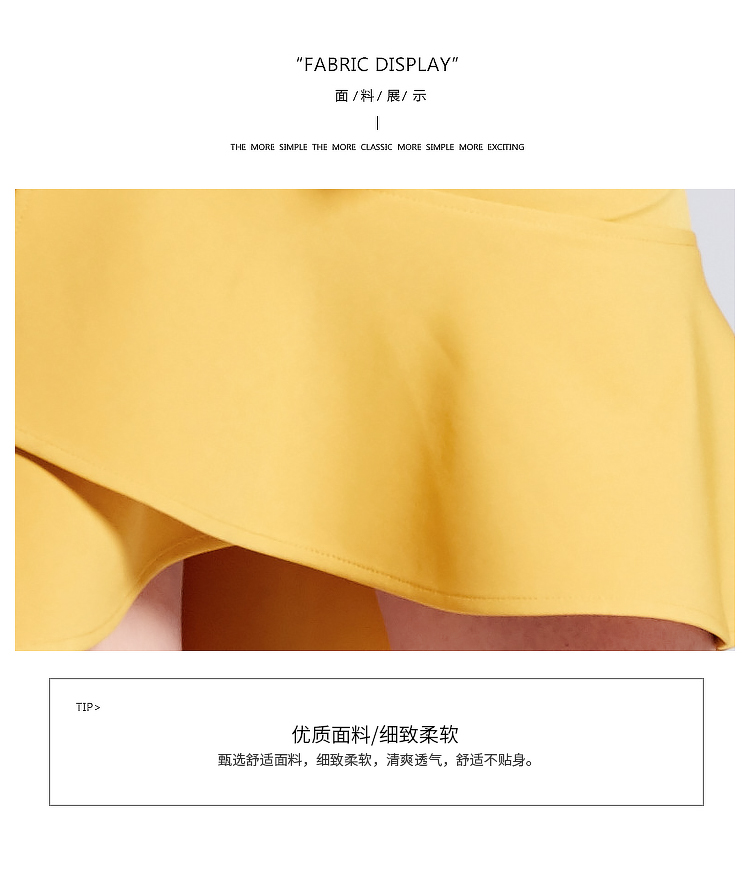 “FABRIC DISPLAY”
面/料/展/示
THE MORE SIMPLE THE MORE CLASSIC MORE SIMPLE MORE EXCITING
TIP>
优质面料/细致柔软
甄选舒适面料，细致柔软，清爽透气，舒适不贴身。